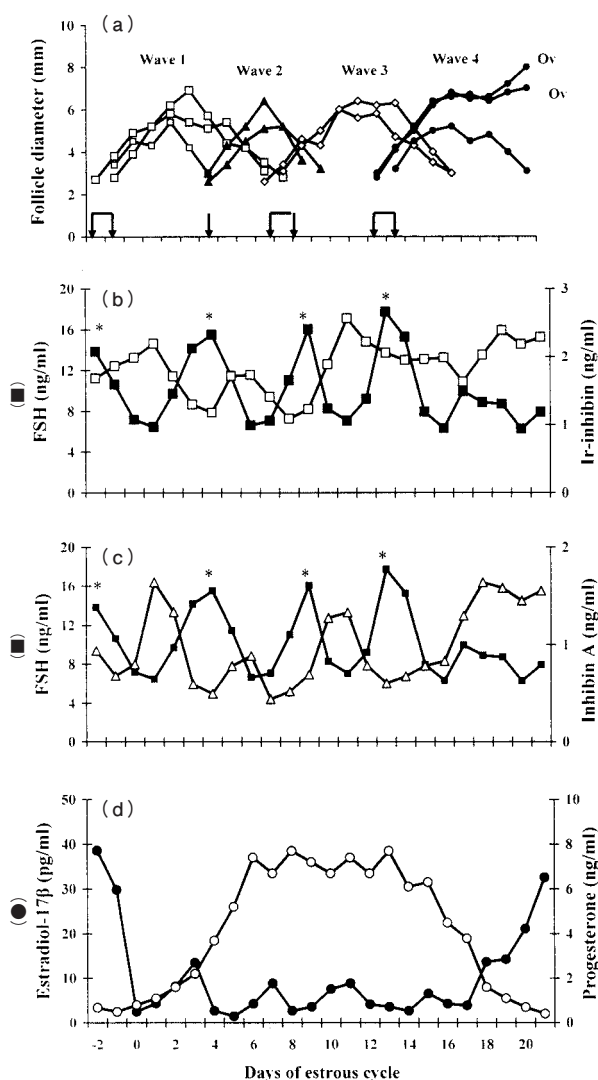 (a)
Follicle diameter (mm)
10
8
6
4
2
0
Wave 1
Wave 2
Wave 3
Wave 4
Ov
Ov
(b)
(■)
FSH (ng/ml)
20
16
12
8
4
0
* * * *
3
2
1
0
Ir-inhibin (ng/ml)
(c)
(■)
FSH (ng/ml)
20
16
12
8
4
0
* * * *
2
1
0
Inhibin A (ng/ml)
(d)
(●)
Estradiol-17β (pg/ml)
50
40
30
20
10
0
10
8
6
4
2
0
Progesterone (ng/ml)
-2 0 2 4 6 8 10 12 14 16 18 20
Days of estrous cycle